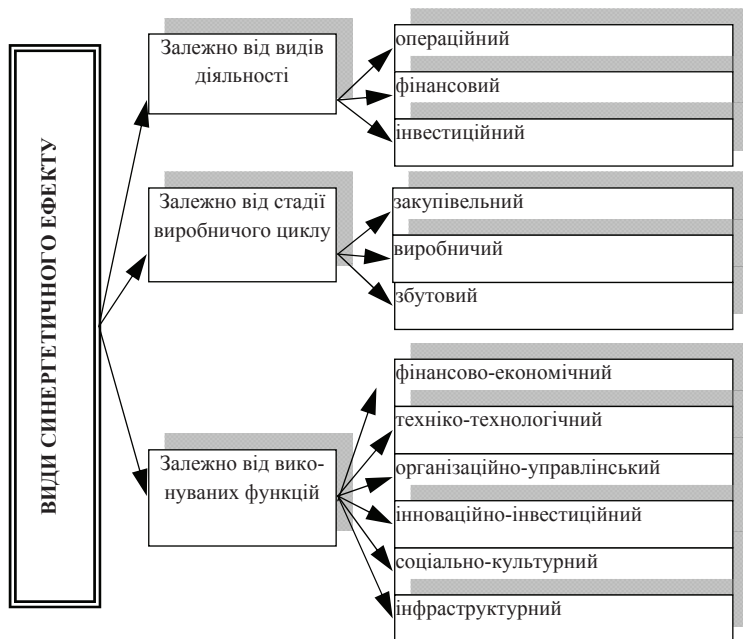 ВИДИ СИНЕРГЕТИЧНОГО ЕФЕКТУ
Залежно від видів
діяльності
операційний
фінансовий
інвестиційний
Залежно від стадії
виробничого циклу
закупівельний
виробничий
збутовий
Залежно від вико-
нуваних функцій
фінансово-економічний
техніко-технологічний
організаційно-управлінський
інноваційно-інвестиційний
соціально-культурний
інфраструктурний